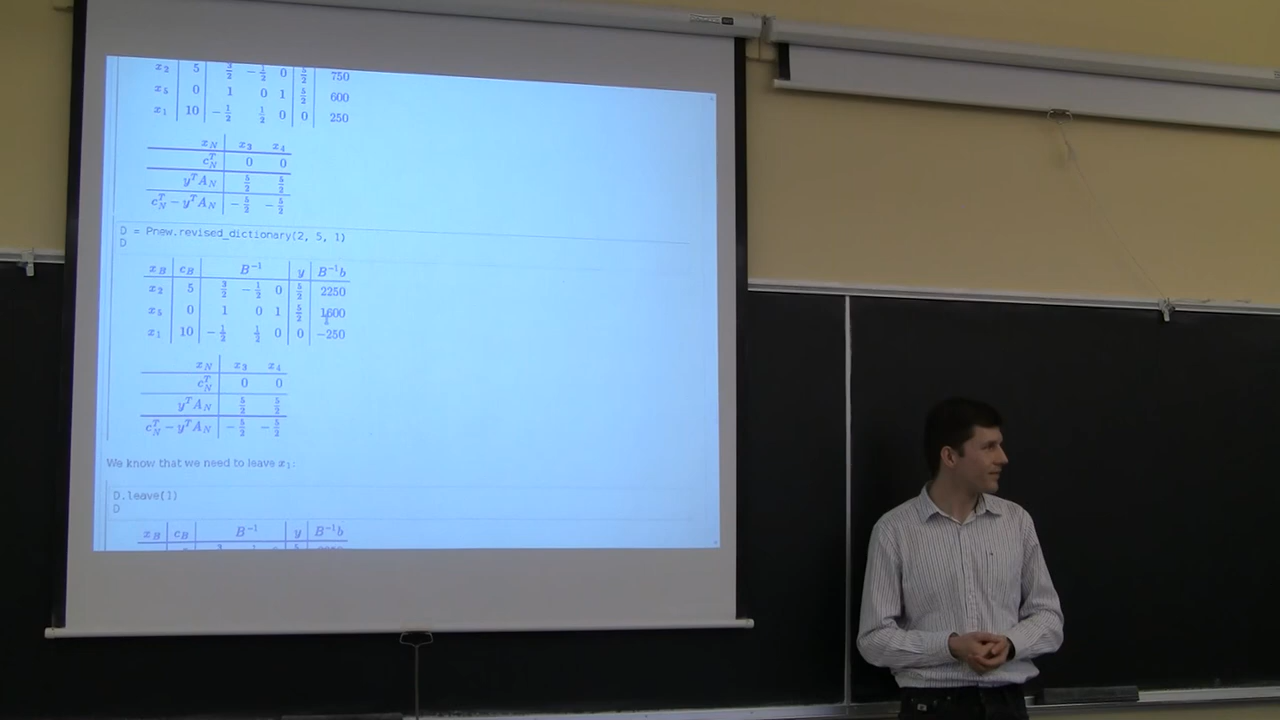 x₂ 5 3/2 −1/2 0 5/2 750
x₅ 0 1 0 1 5/2 600
x₁ 10 −1/2 1/2 0 0 250
x_N x₃ x₄
c_N^T 0 0
y^T A_N 5/2 5/2
c_N^T − y^T A_N −5/2 −5/2
D = Pnew.revised_dictionary(2, 5, 1)
D
x_B c_B B⁻¹ y B⁻¹b
x₂ 5 3/2 −1/2 0 5/2 2250
x₅ 0 1 0 1 5/2 1600
x₁ 10 −1/2 1/2 0 0 −250
x_N x₃ x₄
c_N^T 0 0
y^T A_N 5/2 5/2
c_N^T − y^T A_N −5/2 −5/2
We know that we need to leave x₁:
D.leave(1)
D
x_B c_B B⁻¹ y B⁻¹b